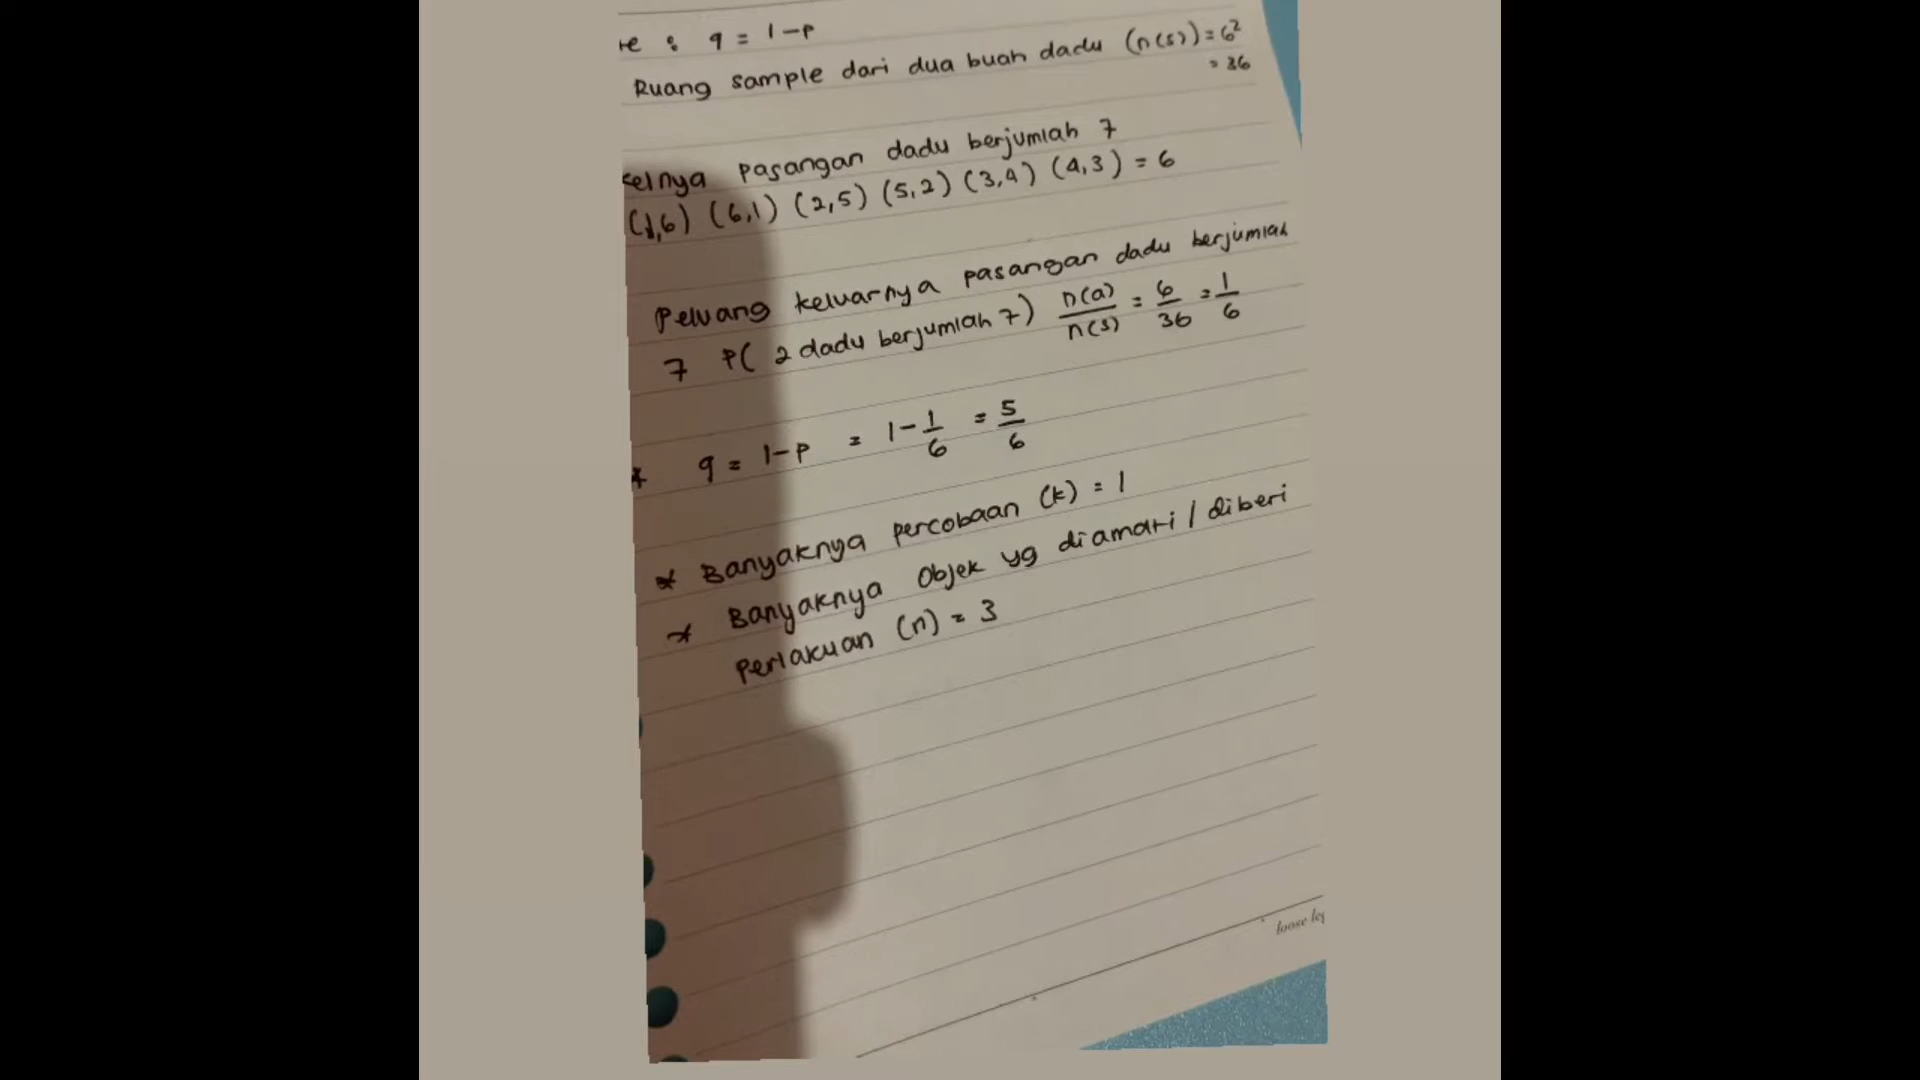 : q = 1-p
Ruang sample dari dua buah dadu (n(s)) = 6²
= 36
pasangan dadu berjumlah 7
(1,6) (6,1) (2,5) (5,2) (3,4) (4,3) = 6
Peluang keluarnya pasangan dadu berjumlah
7 P( 2 dadu berjumlah 7) n(a)/n(s) = 6/36 = 1/6
* q = 1-p = 1 - 1/6 = 5/6
* Banyaknya percobaan (k) = 1
* Banyaknya Objek yg diamati / diberi
Perlakuan (n) = 3
loose